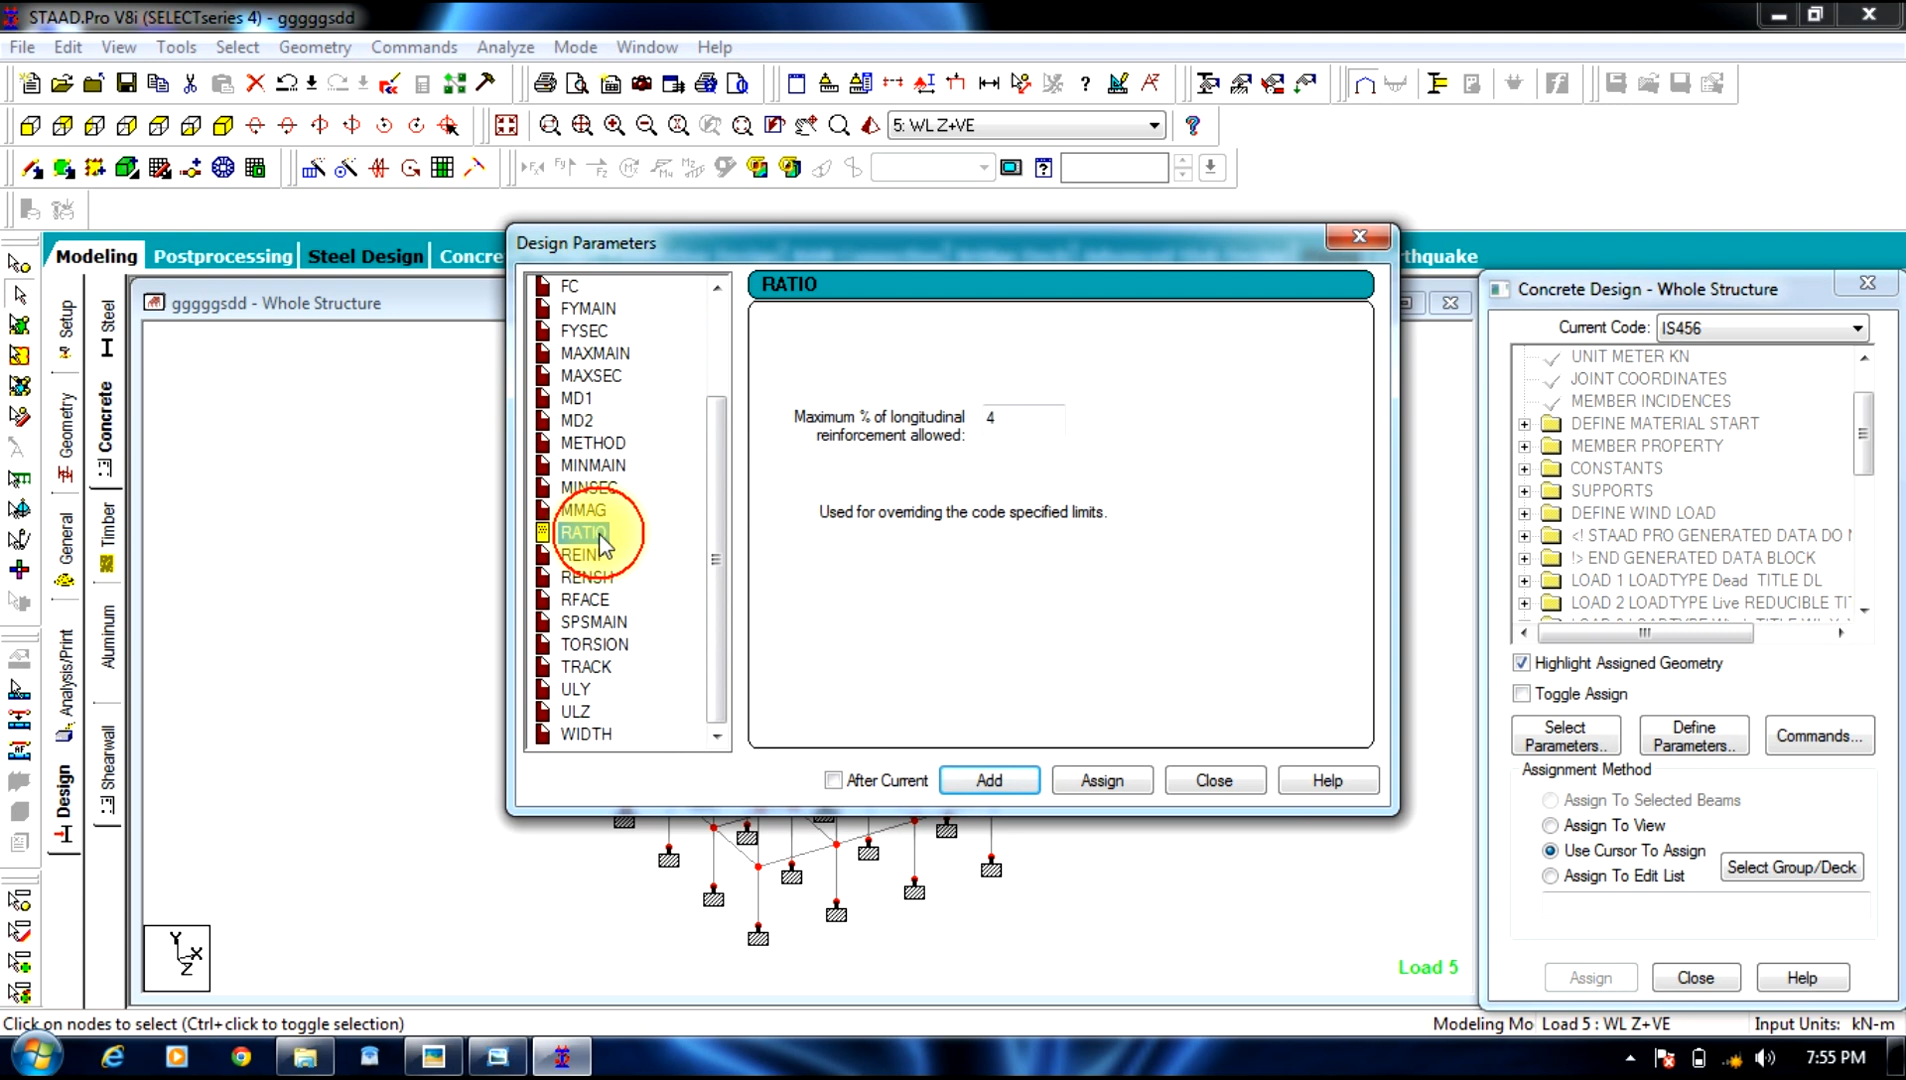 STAAD.Pro V8i (SELECTseries 4) - gggggsdd
File Edit View Tools Select Geometry Commands Analyze Mode Window Help
5: WL Z+VE
Modeling Postprocessing Steel Design Concre
rthquake
Design Parameters
gggggsdd - Whole Structure
Setup
Geometry
General
Analysis/Print
Design
Steel
Concrete
Timber
Aluminum
Shearwall
FC
FYMAIN
FYSEC
MAXMAIN
MAXSEC
MD1
MD2
METHOD
MINMAIN
MINSEC
MMAG
RATIO
REINF
RENSH
RFACE
SPSMAIN
TORSION
TRACK
ULY
ULZ
WIDTH
RATIO
Maximum % of longitudinal
reinforcement allowed: 4
Used for overriding the code specified limits.
After Current Add Assign Close Help
Concrete Design - Whole Structure
Current Code: IS456
UNIT METER KN
JOINT COORDINATES
MEMBER INCIDENCES
DEFINE MATERIAL START
MEMBER PROPERTY
CONSTANTS
SUPPORTS
DEFINE WIND LOAD
<! STAAD PRO GENERATED DATA DO
!> END GENERATED DATA BLOCK
LOAD 1 LOADTYPE Dead TITLE DL
LOAD 2 LOADTYPE Live REDUCIBLE TI
Highlight Assigned Geometry
Toggle Assign
Select Parameters..
Define Parameters..
Commands...
Assignment Method
Assign To Selected Beams
Assign To View
Use Cursor To Assign
Assign To Edit List
Select Group/Deck
Assign Close Help
Y
X
Z
Load 5
Click on nodes to select (Ctrl+click to toggle selection)
Modeling Mo Load 5 : WL Z+VE Input Units: kN-m
7:55 PM